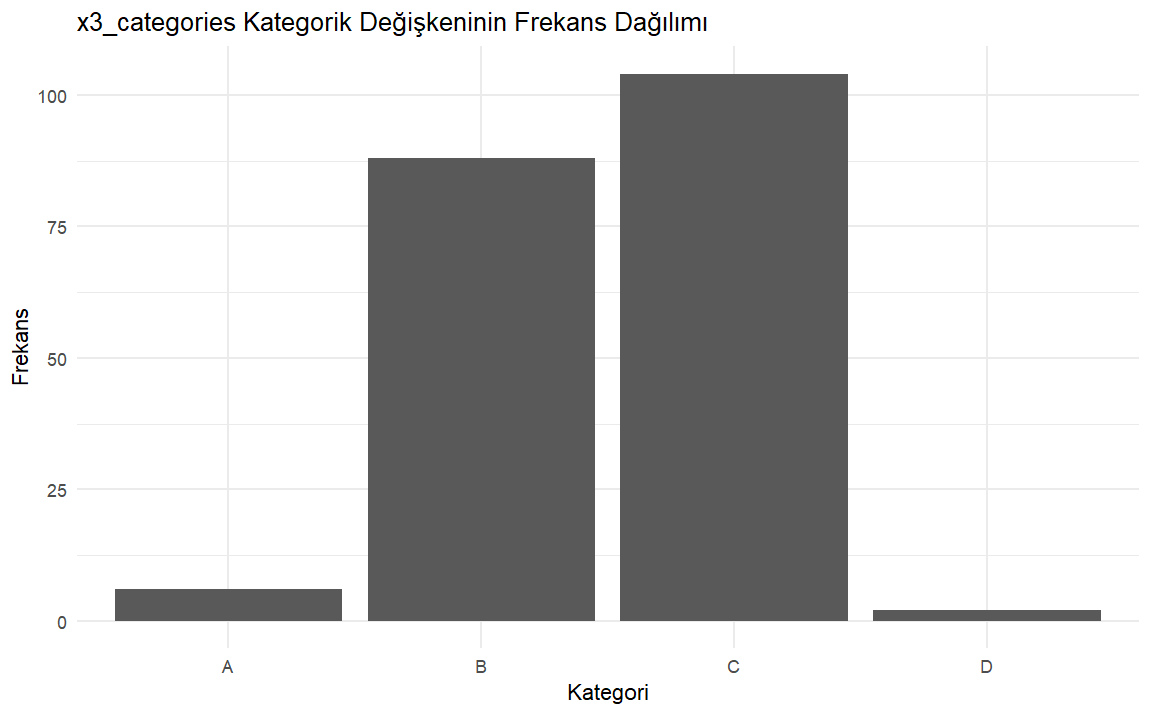 x3_categories Kategorik Değişkeninin Frekans Dağılımı
100
75
50
25
0
Frekans
A B C D
Kategori